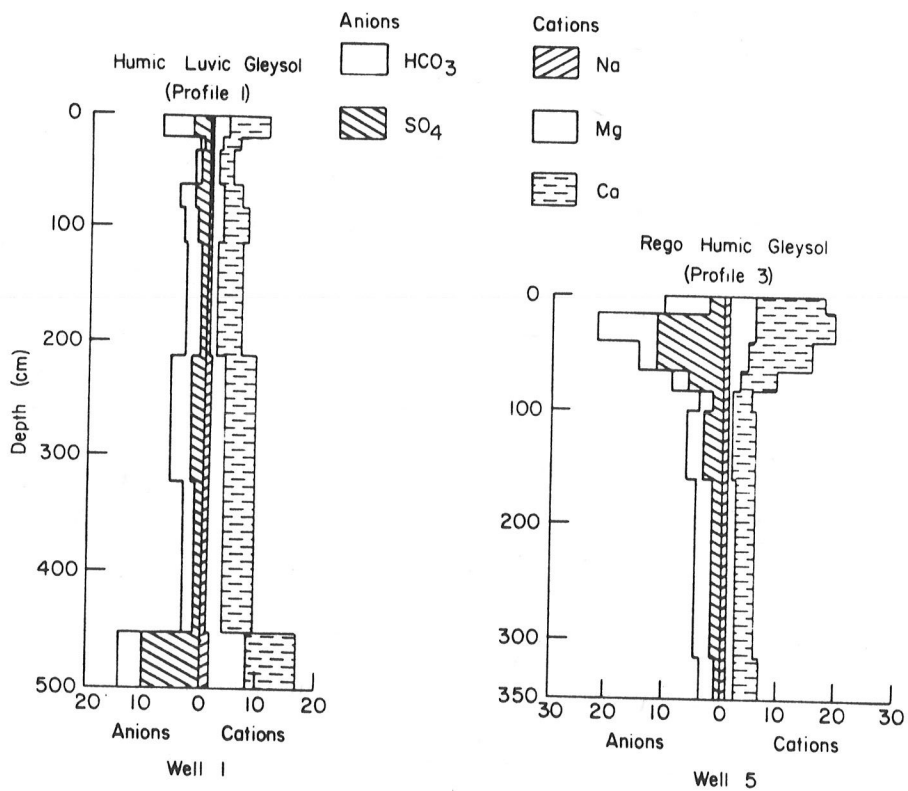 Anions
HCO3
SO4
Cations
Na
Mg
Ca
Humic Luvic Gleysol
(Profile 1)
0
100
200
300
400
500
Depth (cm)
20 10 0 10 20
Anions Cations
Well 1
Rego Humic Gleysol
(Profile 3)
0
100
200
300
350
30 20 10 0 10 20 30
Anions Cations
Well 5